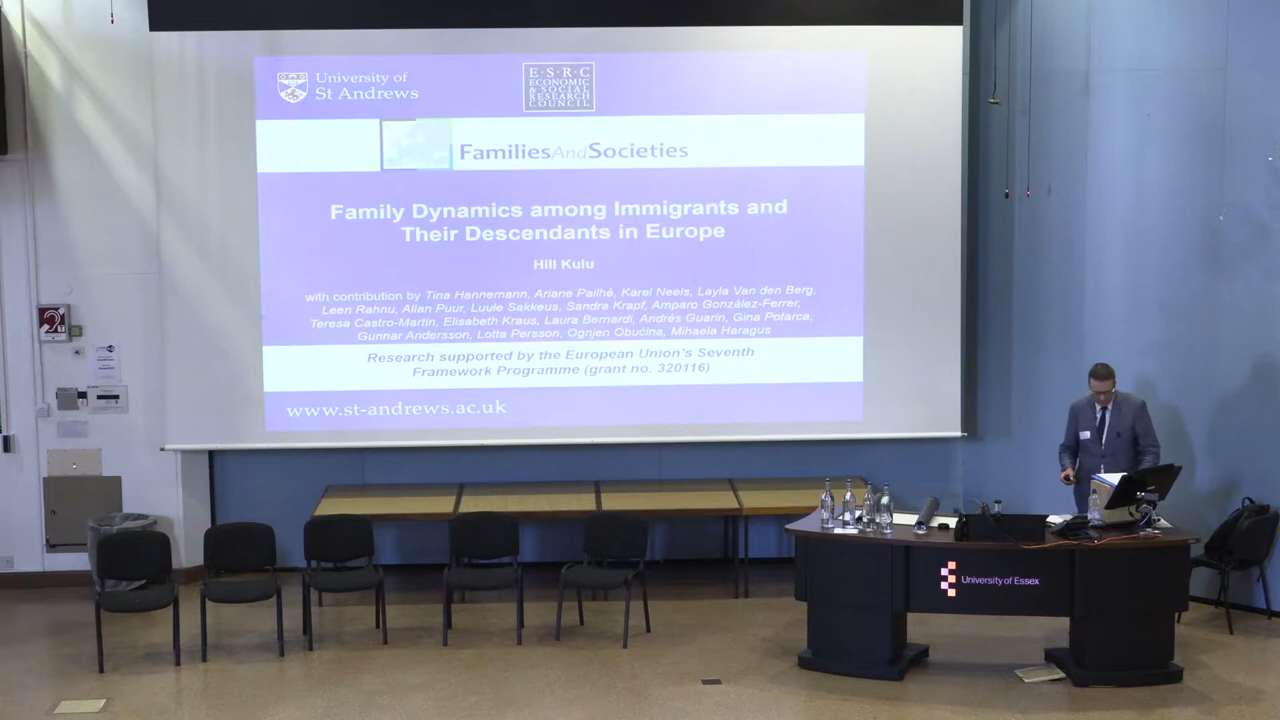 University of
St Andrews
E·S·R·C
ECONOMIC
& SOCIAL
RESEARCH
COUNCIL
FamiliesAndSocieties
Family Dynamics among Immigrants and
Their Descendants in Europe
Hill Kulu
with contribution by Tina Hannemann, Ariane Pailhé, Karel Neels, Layla Van den Berg,
Leen Rahnu, Allan Puur, Luule Sakkeus, Sandra Krapf, Amparo González-Ferrer,
Teresa Castro-Martin, Elisabeth Kraus, Laura Bernardi, Andrés Guarin, Gina Potarca,
Gunnar Andersson, Lotta Persson, Ognjen Obućina, Mihaela Haragus
Research supported by the European Union's Seventh
Framework Programme (grant no. 320116)
www.st-andrews.ac.uk
University of Essex